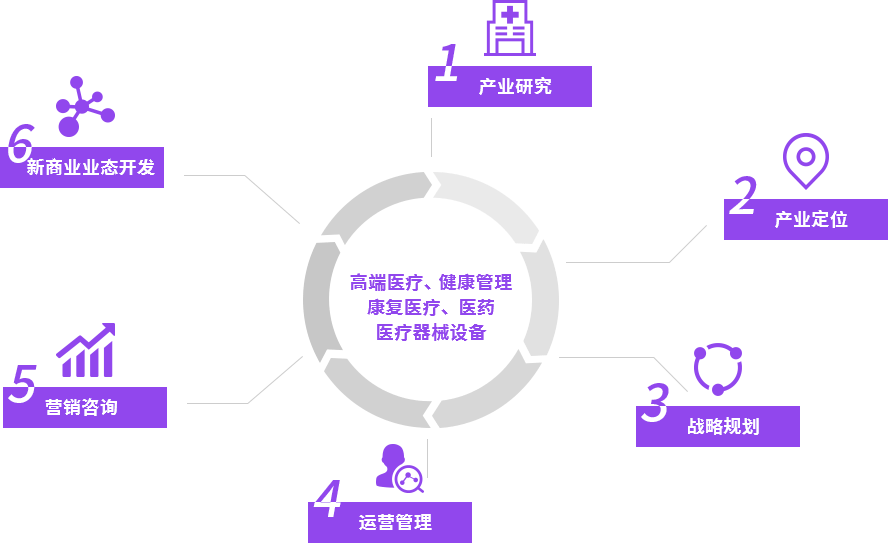 1
产业研究
2
产业定位
3
战略规划
4
运营管理
5
营销咨询
6
新商业业态开发
高端医疗、健康管理
康复医疗、医药
医疗器械设备